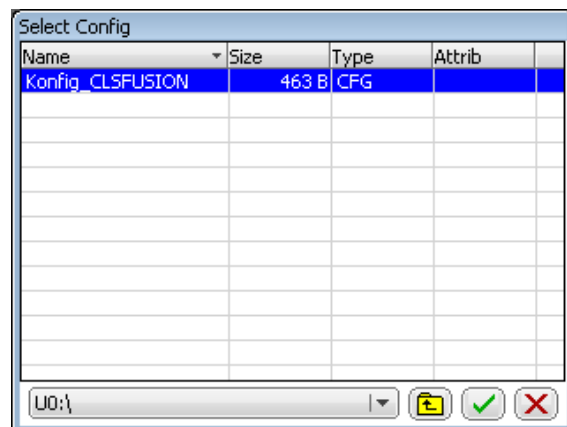 Select Config
Name Size Type Attrib
Konfig_CLSFUSION 463 B CFG
U0:\